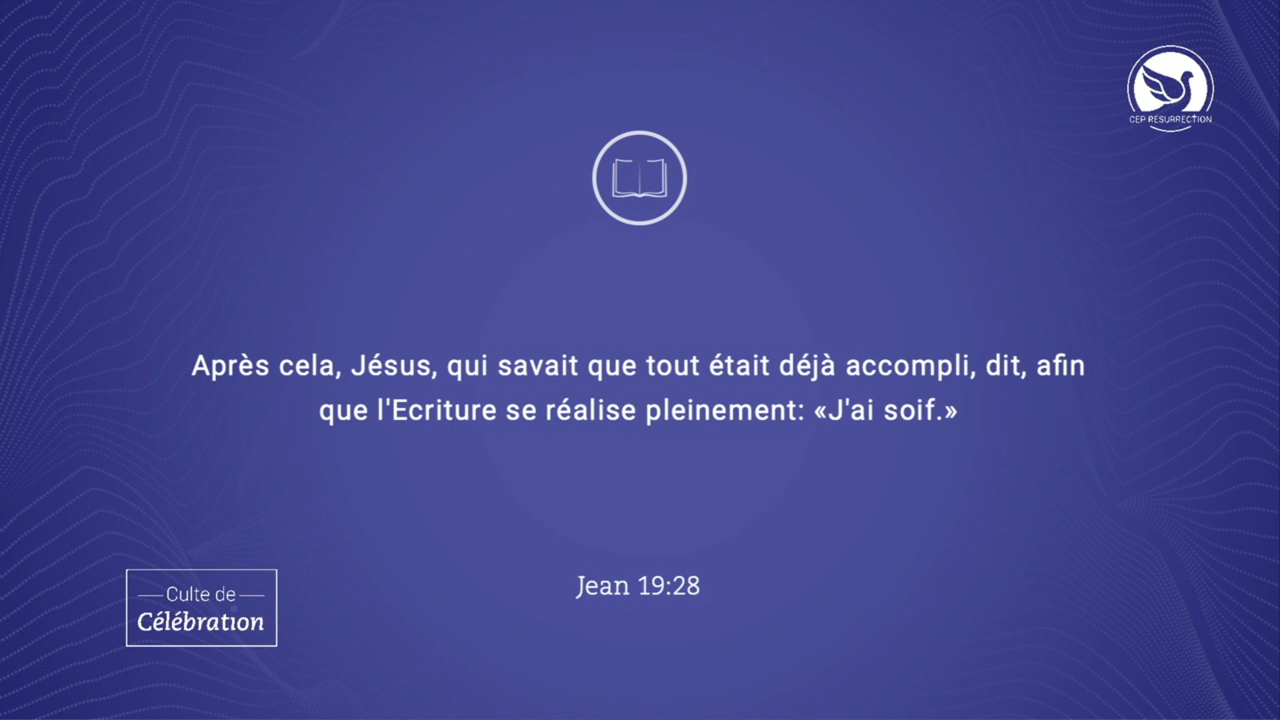 CEP RESURRECTION
Après cela, Jésus, qui savait que tout était déjà accompli, dit, afin
que l'Ecriture se réalise pleinement: «J'ai soif.»
Jean 19:28
Culte de
Célébration